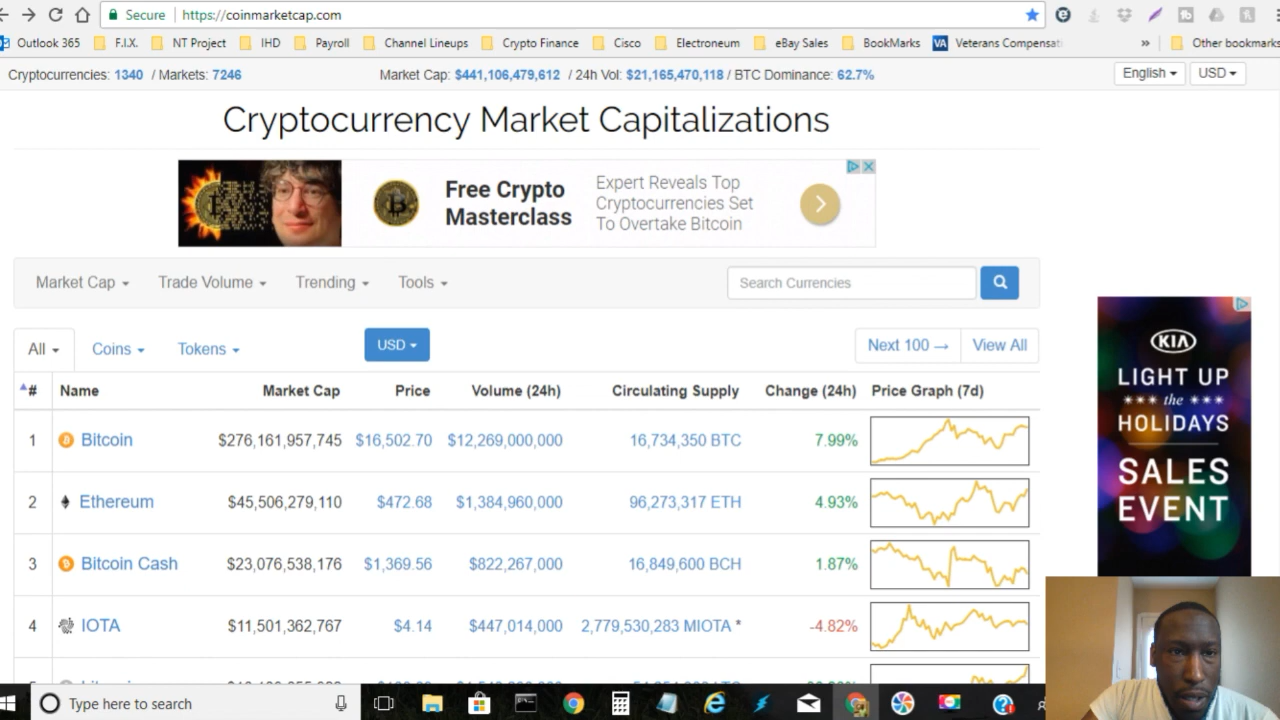 Secure https://coinmarketcap.com
Outlook 365 F.I.X. NT Project IHD Payroll Channel Lineups Crypto Finance Cisco Electroneum eBay Sales BookMarks VA Veterans Compensati » Other bookmarks
Cryptocurrencies: 1340 / Markets: 7246 Market Cap: $441,106,479,612 / 24h Vol: $21,165,470,118 / BTC Dominance: 62.7% English USD
Cryptocurrency Market Capitalizations
Free Crypto
Masterclass
Expert Reveals Top
Cryptocurrencies Set
To Overtake Bitcoin
Market Cap Trade Volume Trending Tools Search Currencies
All Coins Tokens USD Next 100 → View All
# Name Market Cap Price Volume (24h) Circulating Supply Change (24h) Price Graph (7d)
1 Bitcoin $276,161,957,745 $16,502.70 $12,269,000,000 16,734,350 BTC 7.99%
2 Ethereum $45,506,279,110 $472.68 $1,384,960,000 96,273,317 ETH 4.93%
3 Bitcoin Cash $23,076,538,176 $1,369.56 $822,267,000 16,849,600 BCH 1.87%
4 IOTA $11,501,362,767 $4.14 $447,014,000 2,779,530,283 MIOTA * -4.82%
KIA
LIGHT UP
the
HOLIDAYS
SALES
EVENT
Type here to search